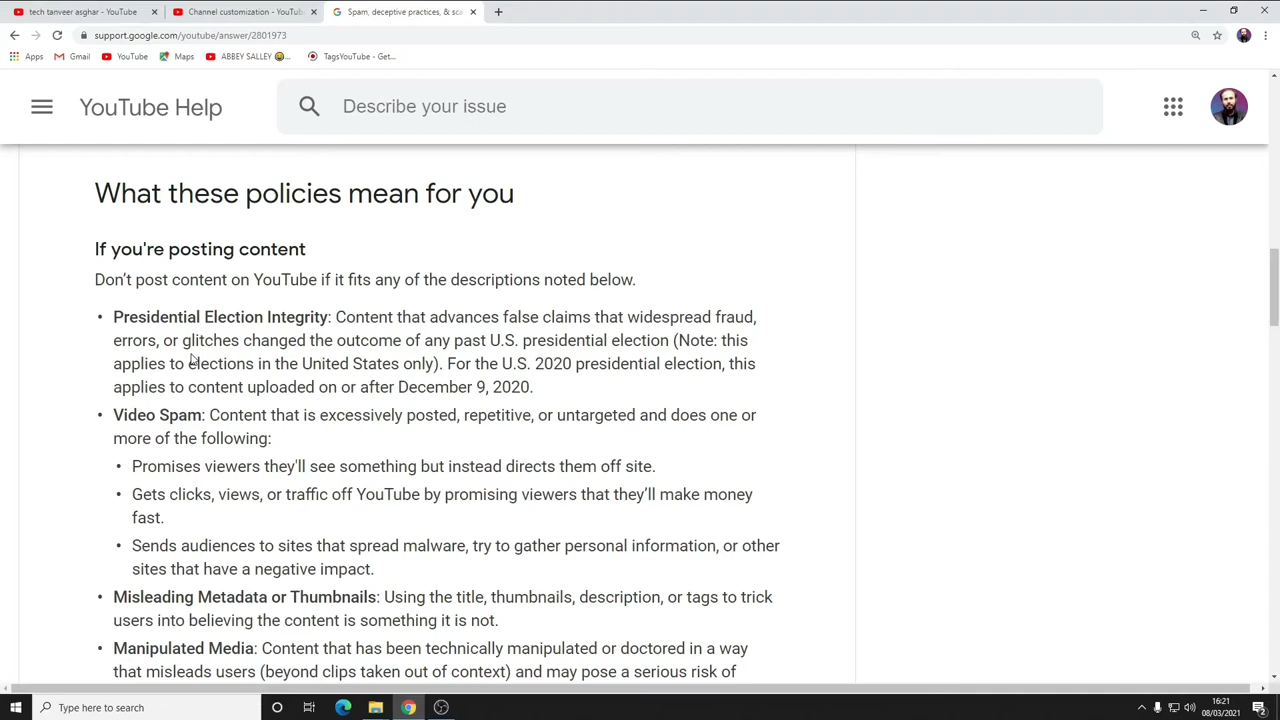 tech tanveer asghar - YouTube
Channel customization - YouTub
Spam, deceptive practices, & sca
support.google.com/youtube/answer/2801973
Apps
Gmail
YouTube
Maps
ABBEY SALLEY 😂...
TagsYouTube - Get...
YouTube Help
Describe your issue
What these policies mean for you
If you're posting content
Don’t post content on YouTube if it fits any of the descriptions noted below.
• Presidential Election Integrity: Content that advances false claims that widespread fraud,
errors, or glitches changed the outcome of any past U.S. presidential election (Note: this
applies to elections in the United States only). For the U.S. 2020 presidential election, this
applies to content uploaded on or after December 9, 2020.
• Video Spam: Content that is excessively posted, repetitive, or untargeted and does one or
more of the following:
• Promises viewers they'll see something but instead directs them off site.
• Gets clicks, views, or traffic off YouTube by promising viewers that they’ll make money
fast.
• Sends audiences to sites that spread malware, try to gather personal information, or other
sites that have a negative impact.
• Misleading Metadata or Thumbnails: Using the title, thumbnails, description, or tags to trick
users into believing the content is something it is not.
• Manipulated Media: Content that has been technically manipulated or doctored in a way
that misleads users (beyond clips taken out of context) and may pose a serious risk of
Type here to search
16:21
08/03/2021
2